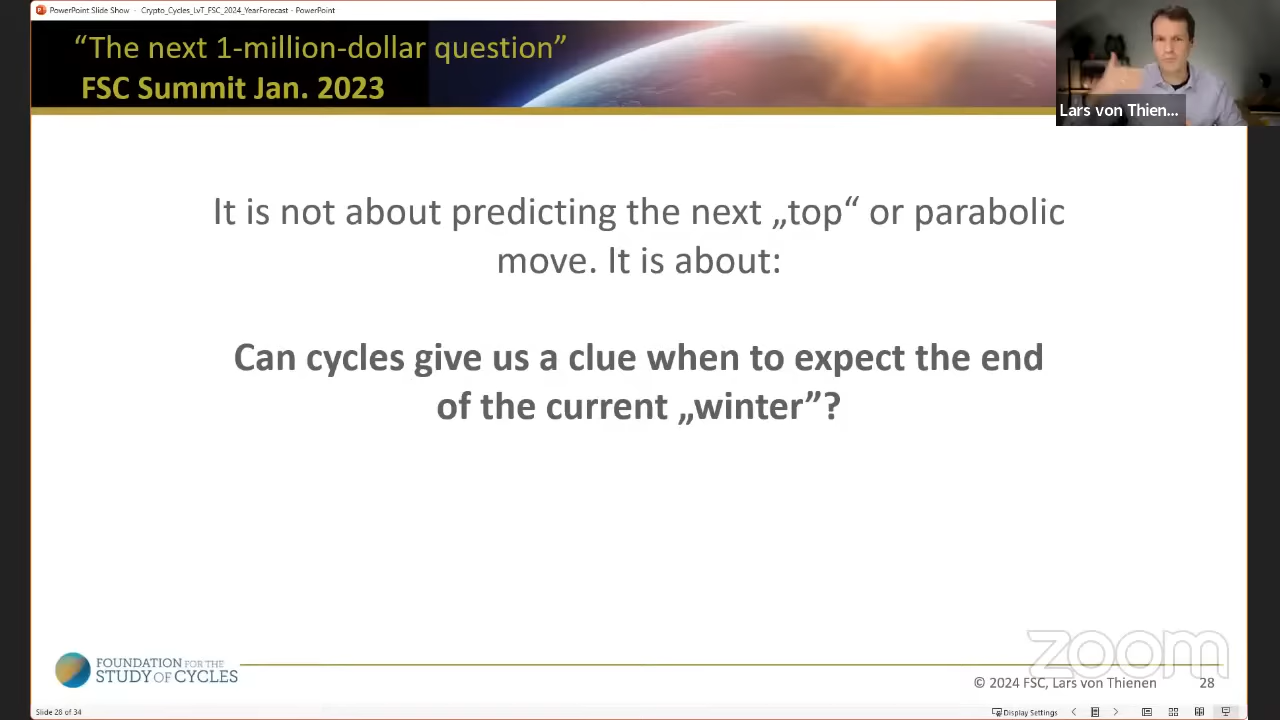 PowerPoint Slide Show - Crypto_Cycles_LvT_FSC_2024_YearForecast - PowerPoint
“The next 1-million-dollar question”
FSC Summit Jan. 2023
Lars von Thien...
It is not about predicting the next „top“ or parabolic
move. It is about:
Can cycles give us a clue when to expect the end
of the current „winter”?
FOUNDATION FOR THE
STUDY OF CYCLES
zoom
© 2024 FSC, Lars von Thienen 28
Slide 28 of 34
Display Settings